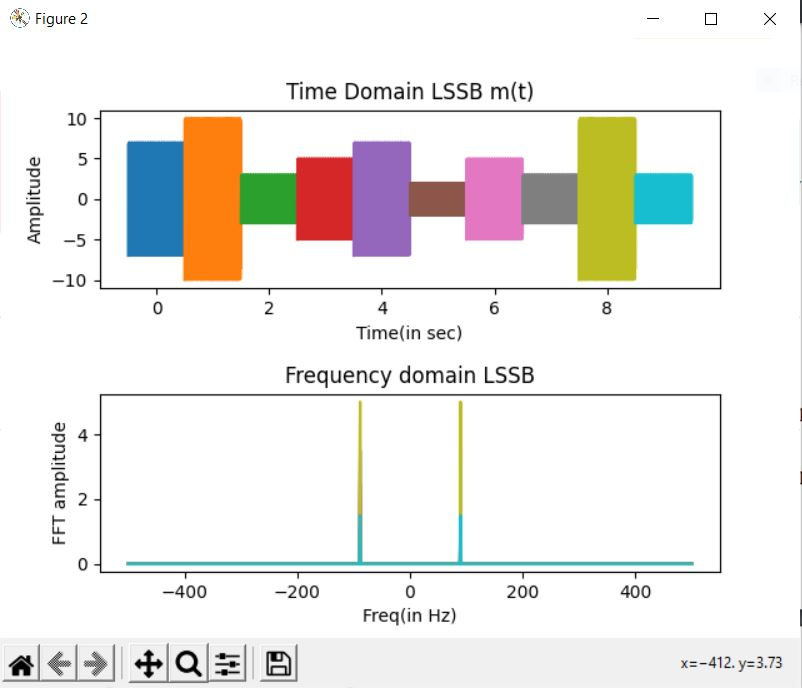 Figure 2
Time Domain LSSB m(t)
10
5
0
−5
−10
Amplitude
0 2 4 6 8
Time(in sec)
Frequency domain LSSB
4
2
0
FFT amplitude
−400 −200 0 200 400
Freq(in Hz)
x=−412. y=3.73